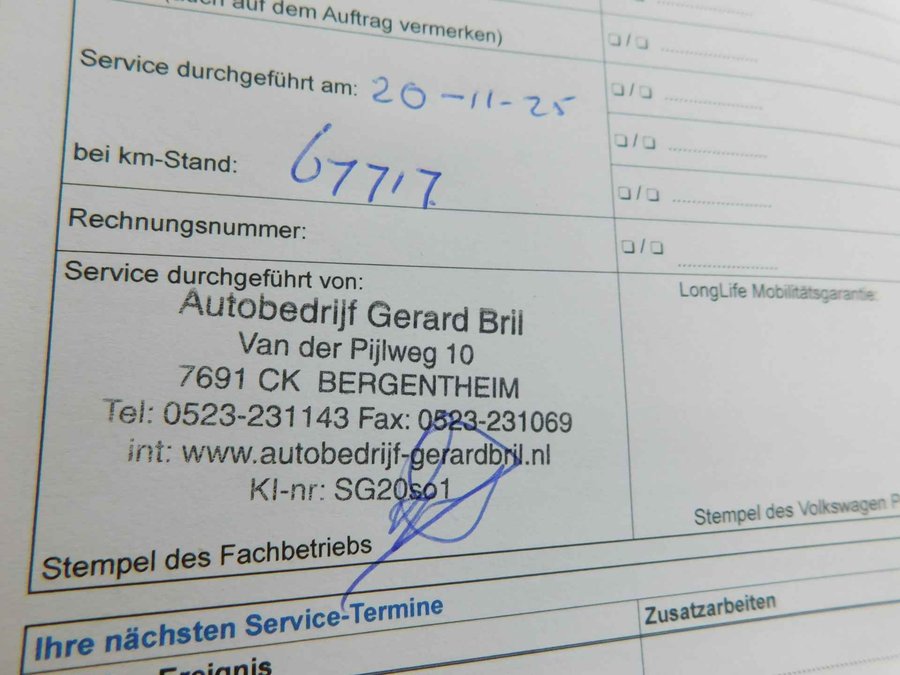 auf dem Auftrag vermerken)
Service durchgeführt am: 20-11-25
bei km-Stand: 67717
Rechnungsnummer:
Service durchgeführt von:
Autobedrijf Gerard Bril
Van der Pijlweg 10
7691 CK BERGENTHEIM
Tel: 0523-231143 Fax: 0523-231069
int: www.autobedrijf-gerardbril.nl
KI-nr: SG20so1
Stempel des Fachbetriebs
LongLife Mobilitätsgarantie:
Stempel des Volkswagen P
Ihre nächsten Service-Termine
Zusatzarbeiten
Ereignis